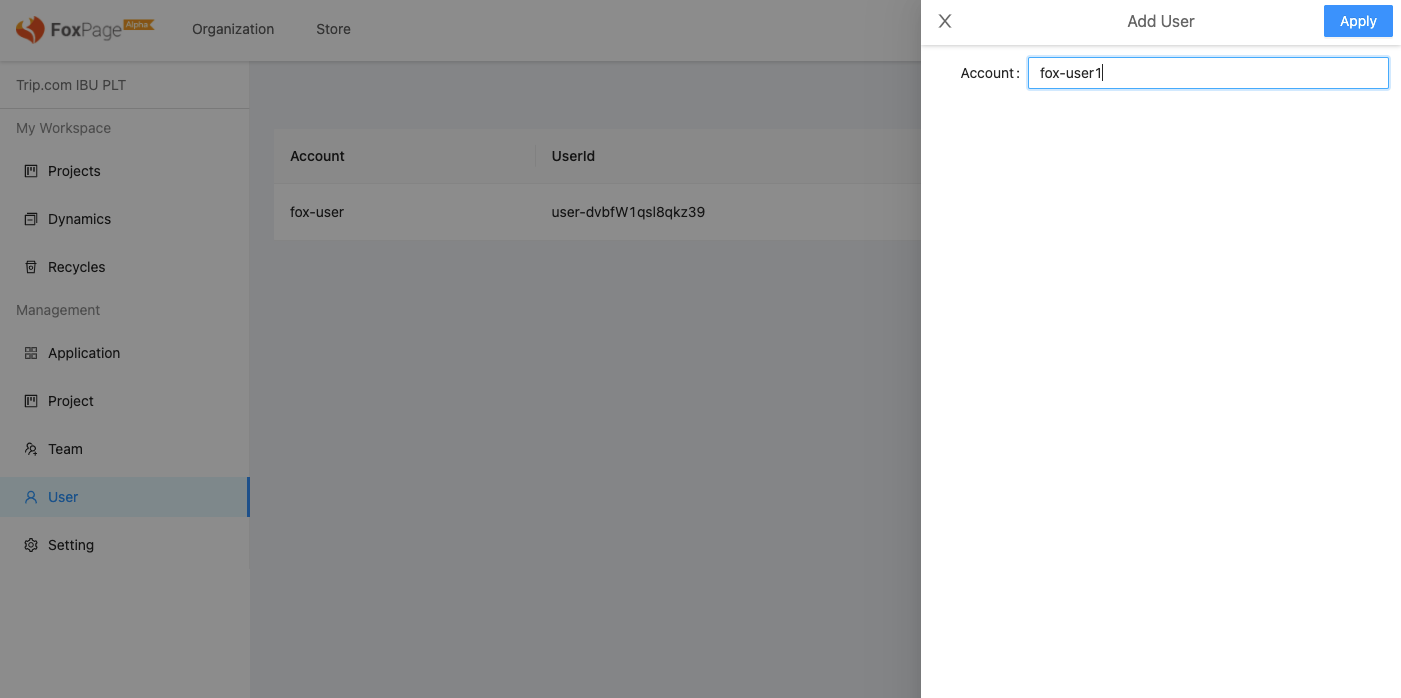 FoxPage Alpha Organization Store
Add User
Apply
Account : fox-user1
Trip.com IBU PLT
My Workspace
Projects
Dynamics
Recycles
Management
Application
Project
Team
User
Setting
Account UserId
fox-user user-dvbfW1qsl8qkz39